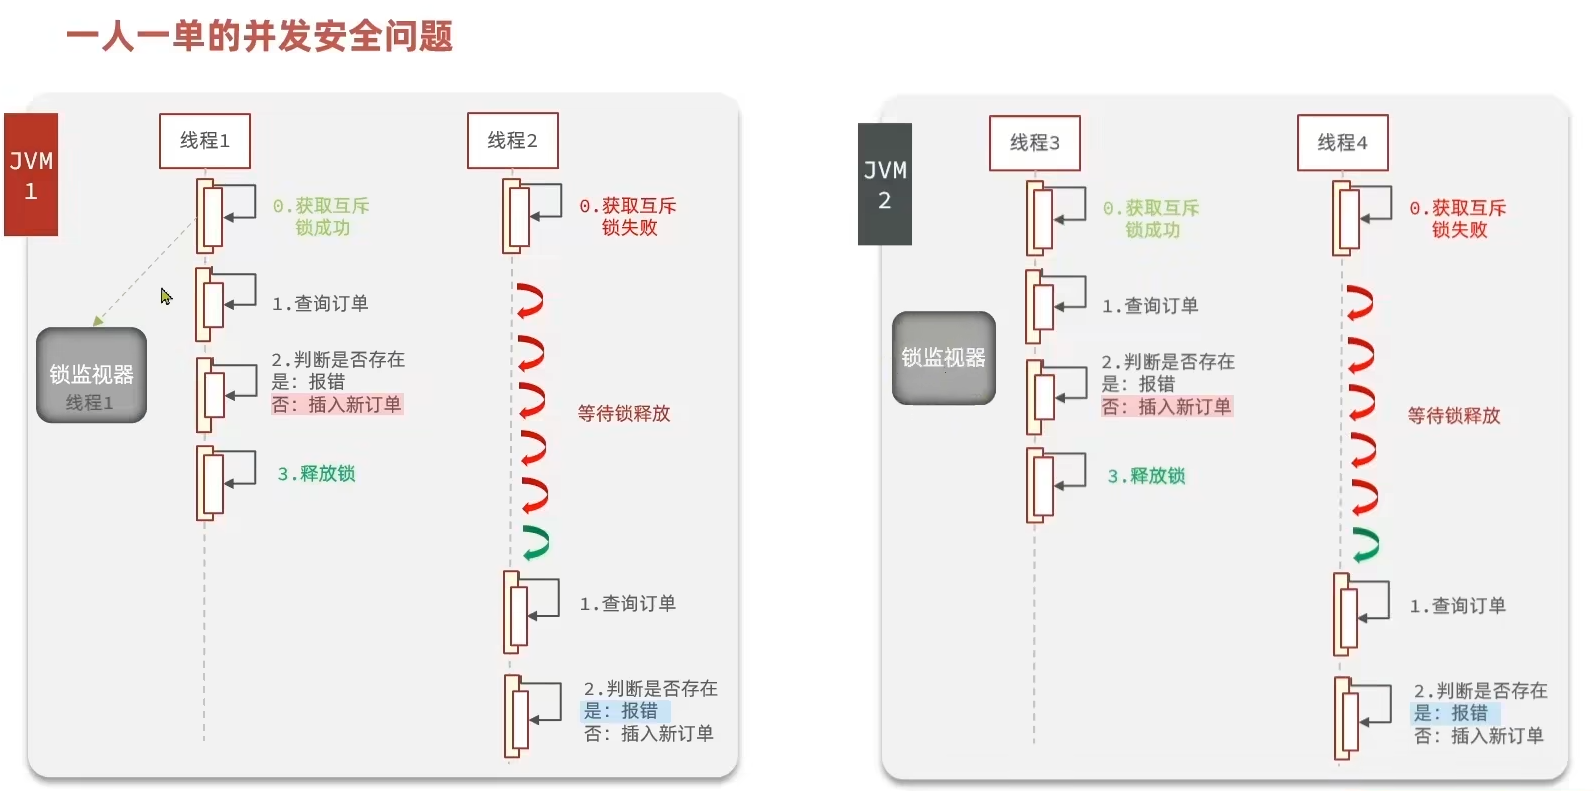 一人一单的并发安全问题
JVM
1
线程1
线程2
0.获取互斥
锁成功
0.获取互斥
锁失败
1.查询订单
锁监视器
线程1
2.判断是否存在
是：报错
否：插入新订单
等待锁释放
3.释放锁
1.查询订单
2.判断是否存在
是：报错
否：插入新订单
JVM
2
线程3
线程4
0.获取互斥
锁成功
0.获取互斥
锁失败
1.查询订单
锁监视器
2.判断是否存在
是：报错
否：插入新订单
等待锁释放
3.释放锁
1.查询订单
2.判断是否存在
是：报错
否：插入新订单